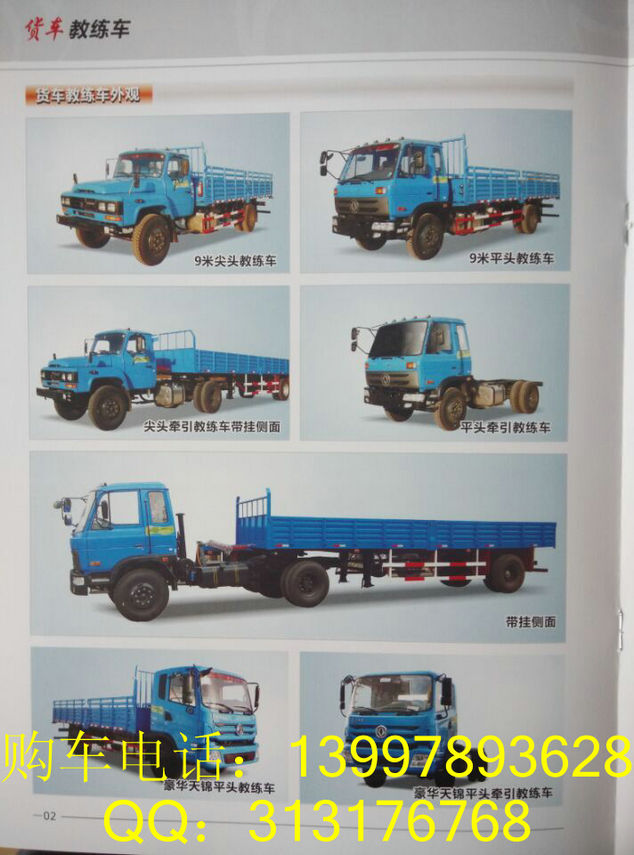 货车 教练车
货车教练车外观
9米尖头教练车
9米平头教练车
尖头牵引教练车带挂侧面
平头牵引教练车
带挂侧面
豪华天锦平头教练车
豪华天锦平头牵引教练车
购车电话：13997893628
02
QQ：313176768